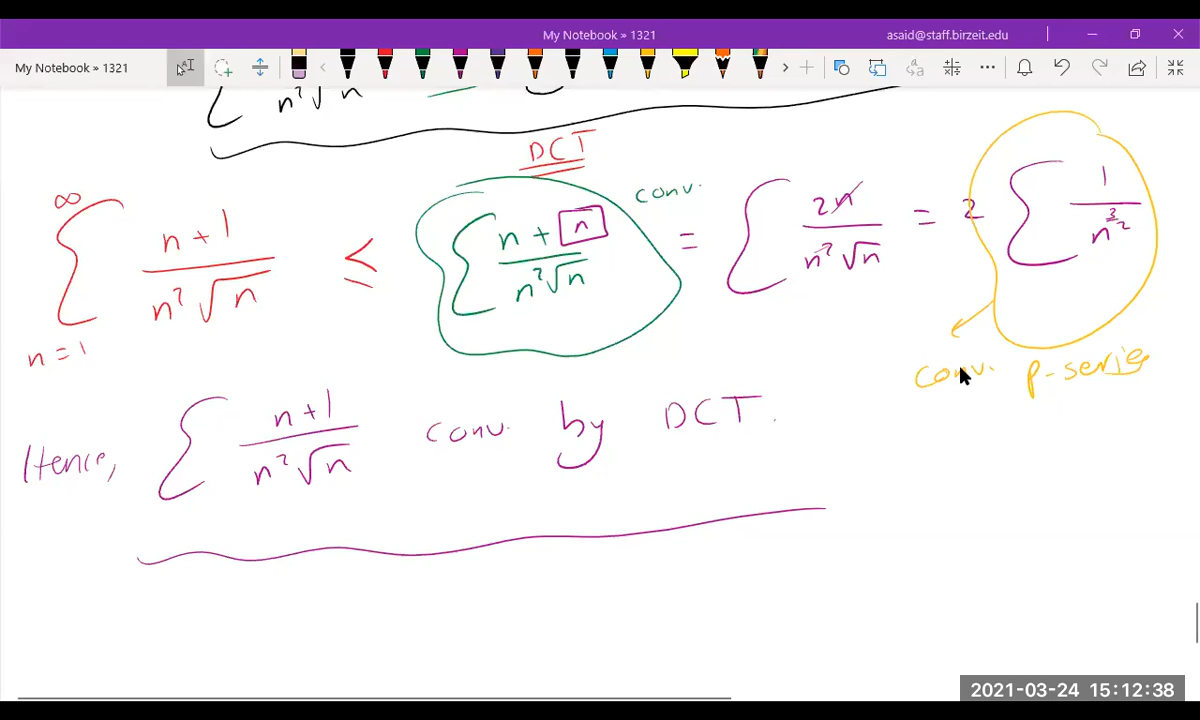 My Notebook » 1321
asaid@staff.birzeit.edu
My Notebook » 1321
n²√n
DCT
∞ ∑ n=1 (n+1)/(n²√n) ≤ ∑ (n+n)/(n²√n) conv. = ∑ 2n/(n²√n) = 2 ∑ 1/n^(3/2)
conv. p-series
Hence, ∑ (n+1)/(n²√n) conv. by DCT.
2021-03-24 15:12:38